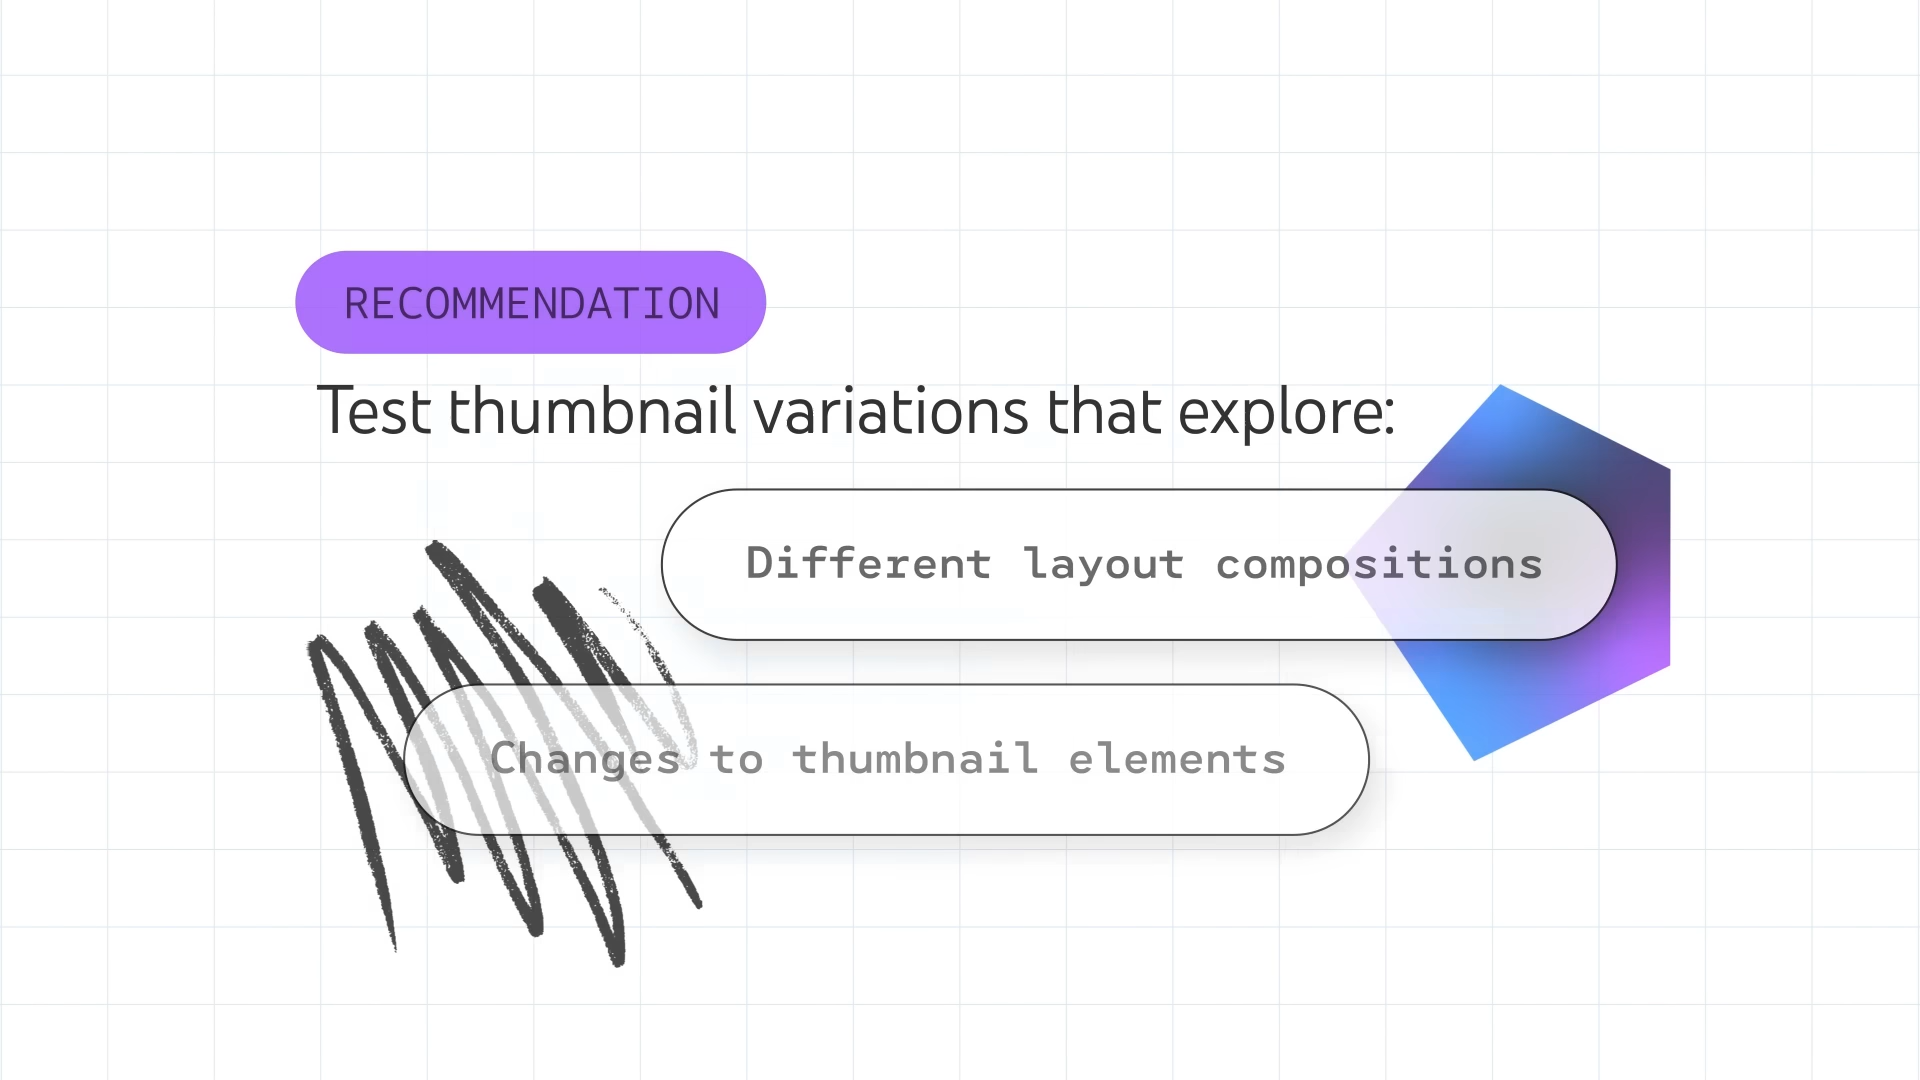 RECOMMENDATION
Test thumbnail variations that explore:
Different layout compositions
Changes to thumbnail elements